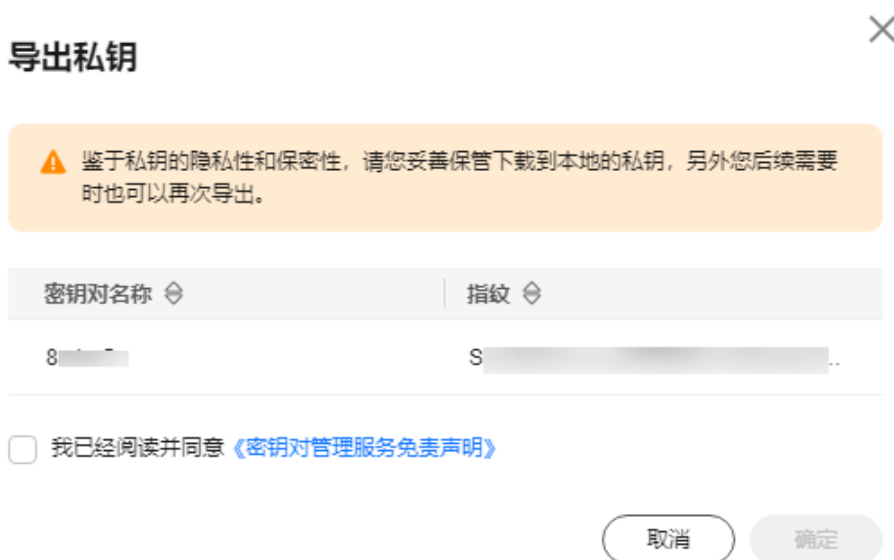 导出私钥
鉴于私钥的隐私性和保密性，请您妥善保管下载到本地的私钥，另外您后续需要
时也可以再次导出。
密钥对名称 指纹
8 S ..
我已经阅读并同意《密钥对管理服务免责声明》
取消 确定